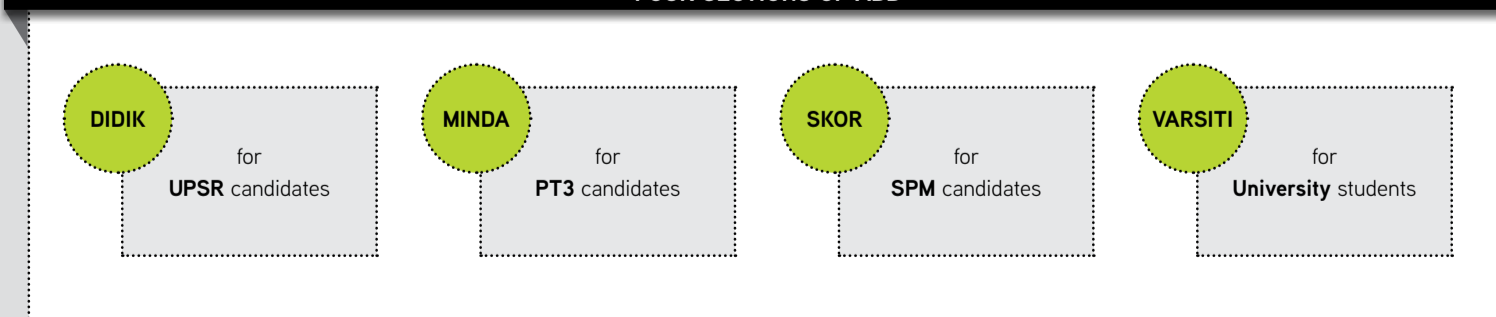 DIDIK
for
UPSR candidates
MINDA
for
PT3 candidates
SKOR
for
SPM candidates
VARSITI
for
University students